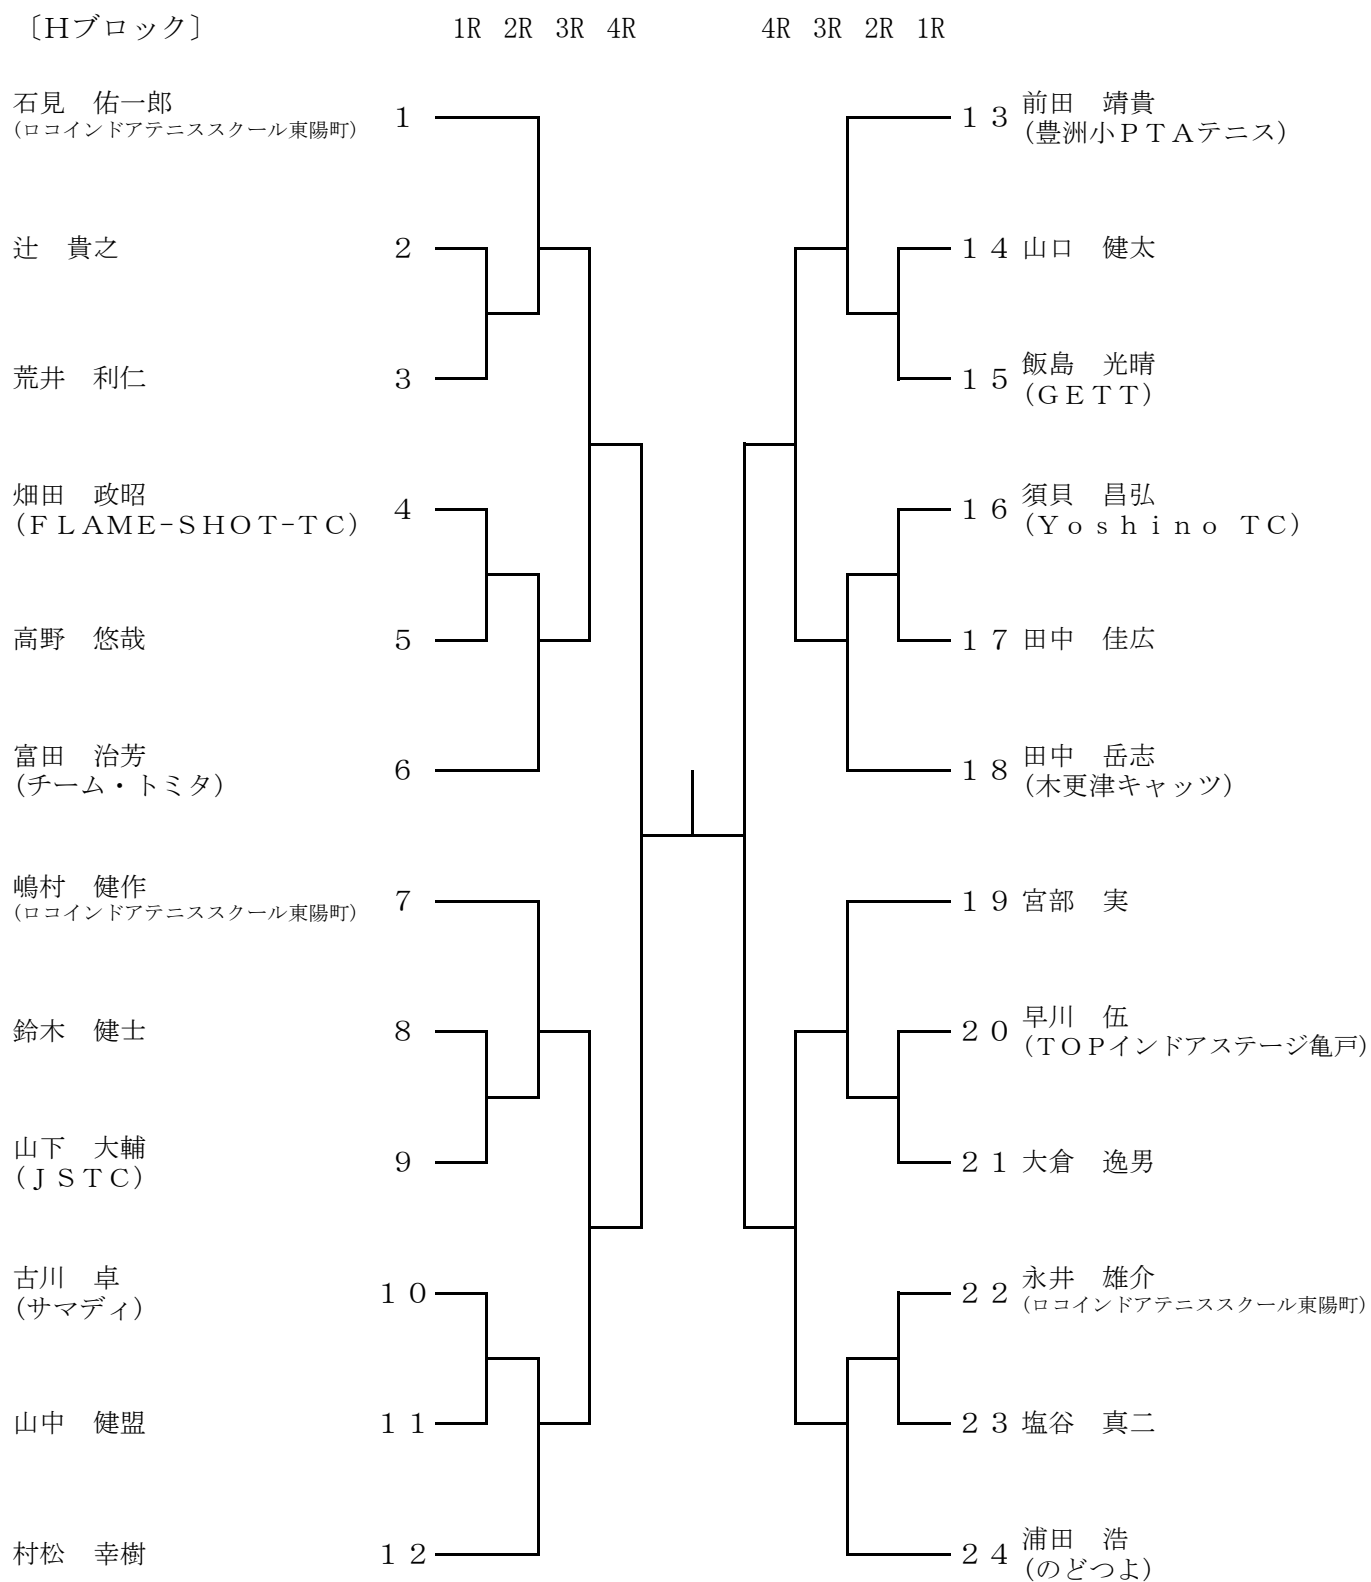 〔Hブロック〕 1R 2R 3R 4R 4R 3R 2R 1R
石見 佑一郎
(ロコインドアテニススクール東陽町) 1
辻 貴之 2
荒井 利仁 3
畑田 政昭
(FLAME-SHOT-TC) 4
高野 悠哉 5
富田 治芳
(チーム・トミタ) 6
嶋村 健作
(ロコインドアテニススクール東陽町) 7
鈴木 健士 8
山下 大輔
(JSTC) 9
古川 卓
(サマディ) 10
山中 健盟 11
村松 幸樹 12
13 前田 靖貴
(豊洲小PTAテニス)
14 山口 健太
15 飯島 光晴
(GETT)
16 須貝 昌弘
(Yoshino TC)
17 田中 佳広
18 田中 岳志
(木更津キャッツ)
19 宮部 実
20 早川 伍
(TOPインドアステージ亀戸)
21 大倉 逸男
22 永井 雄介
(ロコインドアテニススクール東陽町)
23 塩谷 真二
24 浦田 浩
(のどつよ)